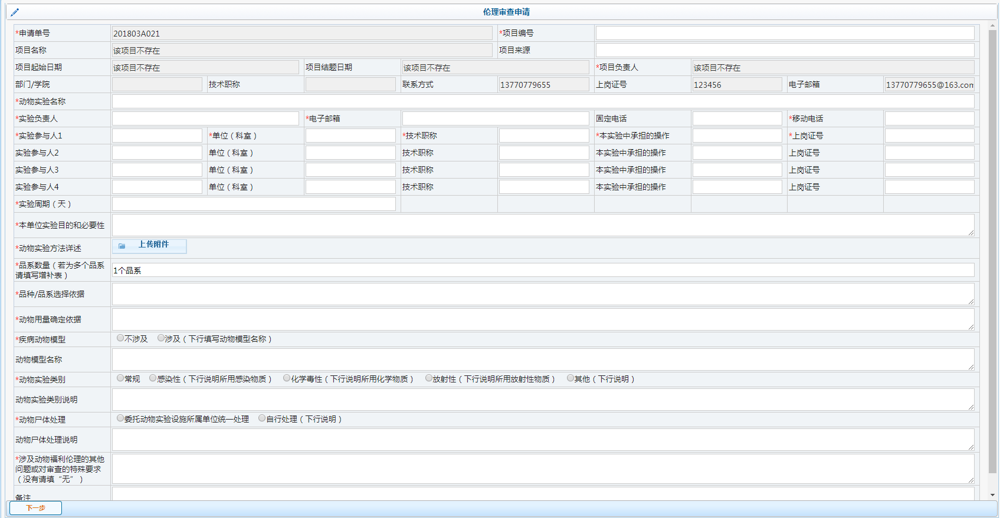 伦理审查申请
*申请单号 201803A021 *项目编号
项目名称 该项目不存在 项目来源
项目起始日期 该项目不存在 项目结题日期 该项目不存在 *项目负责人 该项目不存在
部门/学院 技术职称 联系方式 13770779655 上岗证号 123456 电子邮箱 13770779655@163.com
*动物实验名称
*实验负责人 *电子邮箱 固定电话 *移动电话
*实验参与人1 *单位（科室） *技术职称 *本实验中承担的操作 *上岗证号
实验参与人2 单位（科室） 技术职称 本实验中承担的操作 上岗证号
实验参与人3 单位（科室） 技术职称 本实验中承担的操作 上岗证号
实验参与人4 单位（科室） 技术职称 本实验中承担的操作 上岗证号
*实验周期（天）
*本单位实验目的和必要性
*动物实验方法详述 上传附件
*品系数量（若为多个品系
请填写增补表） 1个品系
*品种/品系选择依据
*动物用量确定依据
*疾病动物模型 不涉及 涉及（下行填写动物模型名称）
动物模型名称
*动物实验类别 常规 感染性（下行说明所用感染物质） 化学毒性（下行说明所用化学物质） 放射性（下行说明所用放射性物质） 其他（下行说明）
动物实验类别说明
*动物尸体处理 委托动物实验设施所属单位统一处理 自行处理（下行说明）
动物尸体处理说明
*涉及动物福利伦理的其他
问题或对审查的特殊要求
（没有请填“无”）
备注
下一步